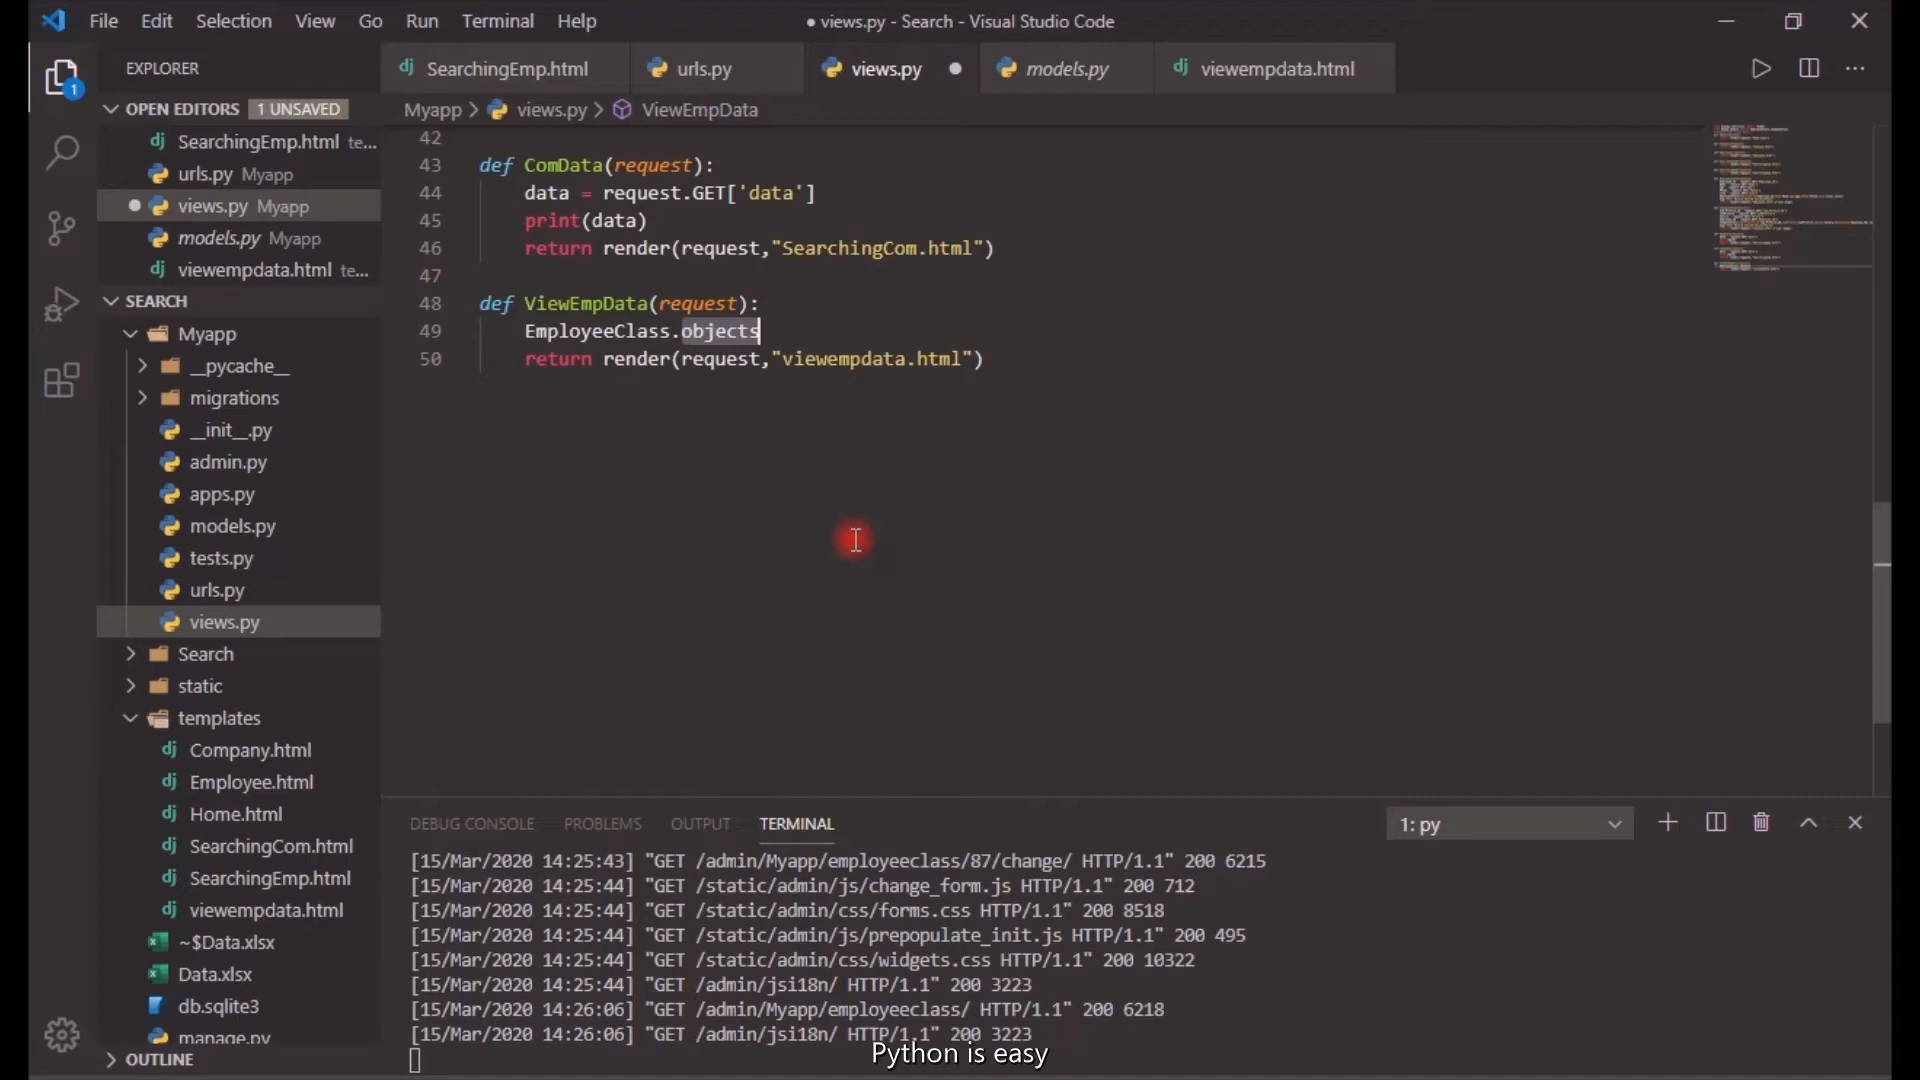 File Edit Selection View Go Run Terminal Help
● views.py - Search - Visual Studio Code
EXPLORER
SearchingEmp.html
urls.py
views.py
models.py
viewempdata.html
1
OPEN EDITORS 1 UNSAVED
SearchingEmp.html te...
urls.py Myapp
views.py Myapp
models.py Myapp
viewempdata.html te...
SEARCH
Myapp
__pycache__
migrations
__init__.py
admin.py
apps.py
models.py
tests.py
urls.py
views.py
Search
static
templates
Company.html
Employee.html
Home.html
SearchingCom.html
SearchingEmp.html
viewempdata.html
~$Data.xlsx
Data.xlsx
db.sqlite3
manage.py
OUTLINE
Myapp > views.py > ViewEmpData
42
43 def ComData(request):
44 data = request.GET['data']
45 print(data)
46 return render(request,"SearchingCom.html")
47
48 def ViewEmpData(request):
49 EmployeeClass.objects
50 return render(request,"viewempdata.html")
DEBUG CONSOLE PROBLEMS OUTPUT TERMINAL
1: py
[15/Mar/2020 14:25:43] "GET /admin/Myapp/employeeclass/87/change/ HTTP/1.1" 200 6215
[15/Mar/2020 14:25:44] "GET /static/admin/js/change_form.js HTTP/1.1" 200 712
[15/Mar/2020 14:25:44] "GET /static/admin/css/forms.css HTTP/1.1" 200 8518
[15/Mar/2020 14:25:44] "GET /static/admin/js/prepopulate_init.js HTTP/1.1" 200 495
[15/Mar/2020 14:25:44] "GET /static/admin/css/widgets.css HTTP/1.1" 200 10322
[15/Mar/2020 14:25:44] "GET /admin/jsi18n/ HTTP/1.1" 200 3223
[15/Mar/2020 14:26:06] "GET /admin/Myapp/employeeclass/ HTTP/1.1" 200 6218
[15/Mar/2020 14:26:06] "GET /admin/jsi18n/ HTTP/1.1" 200 3223
Python is easy